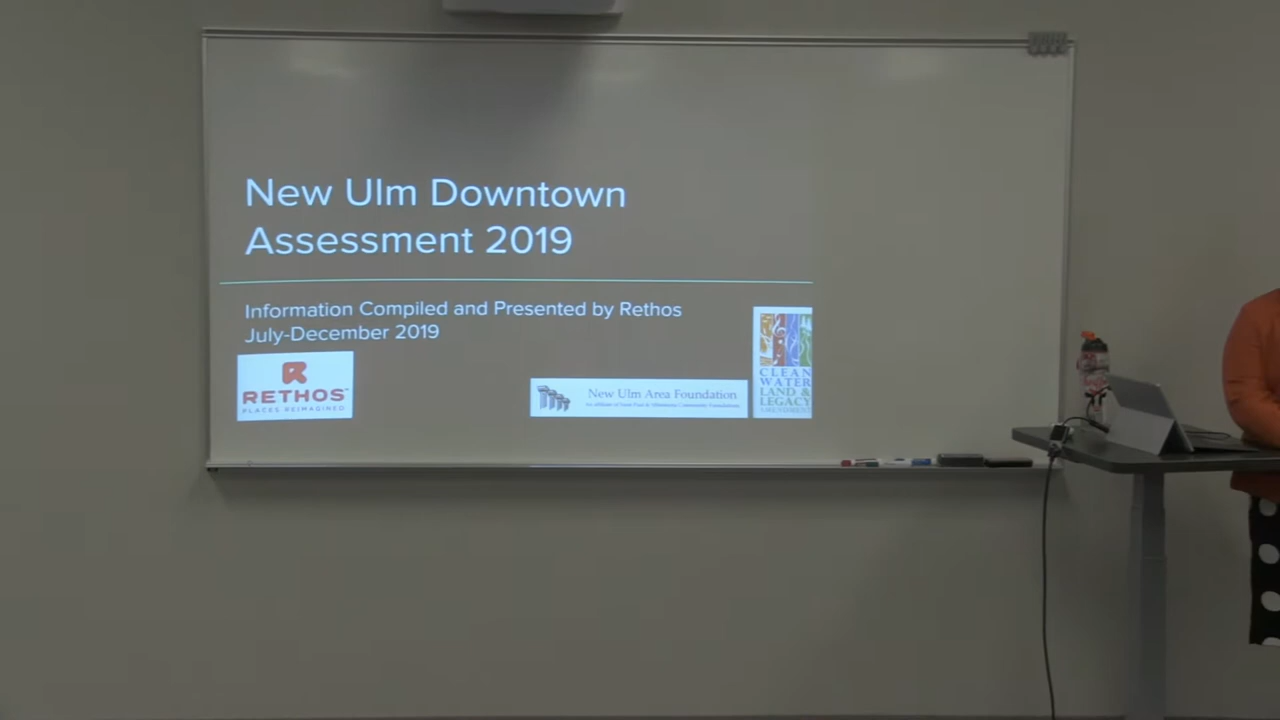 New Ulm Downtown
Assessment 2019
Information Compiled and Presented by Rethos
July-December 2019
RETHOS
PLACES REIMAGINED
New Ulm Area Foundation
CLEAN
WATER
LAND &
LEGACY
AMENDMENT